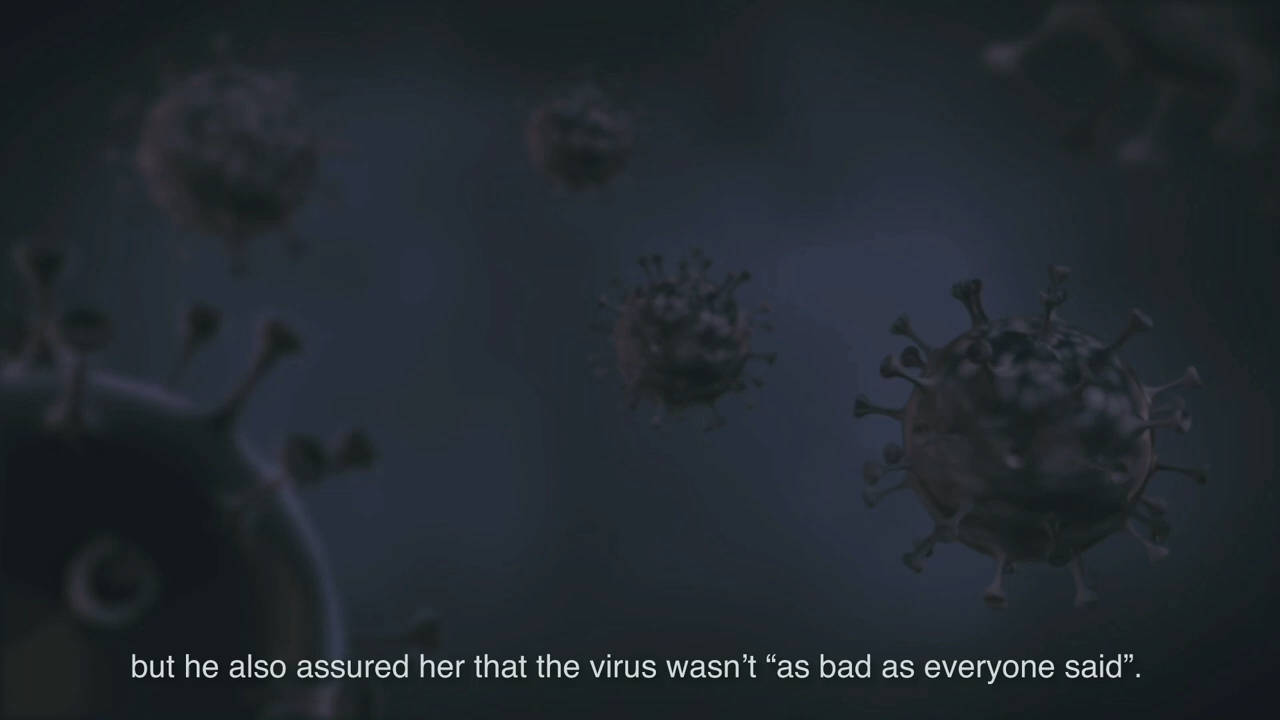 but he also assured her that the virus wasn’t “as bad as everyone said”.